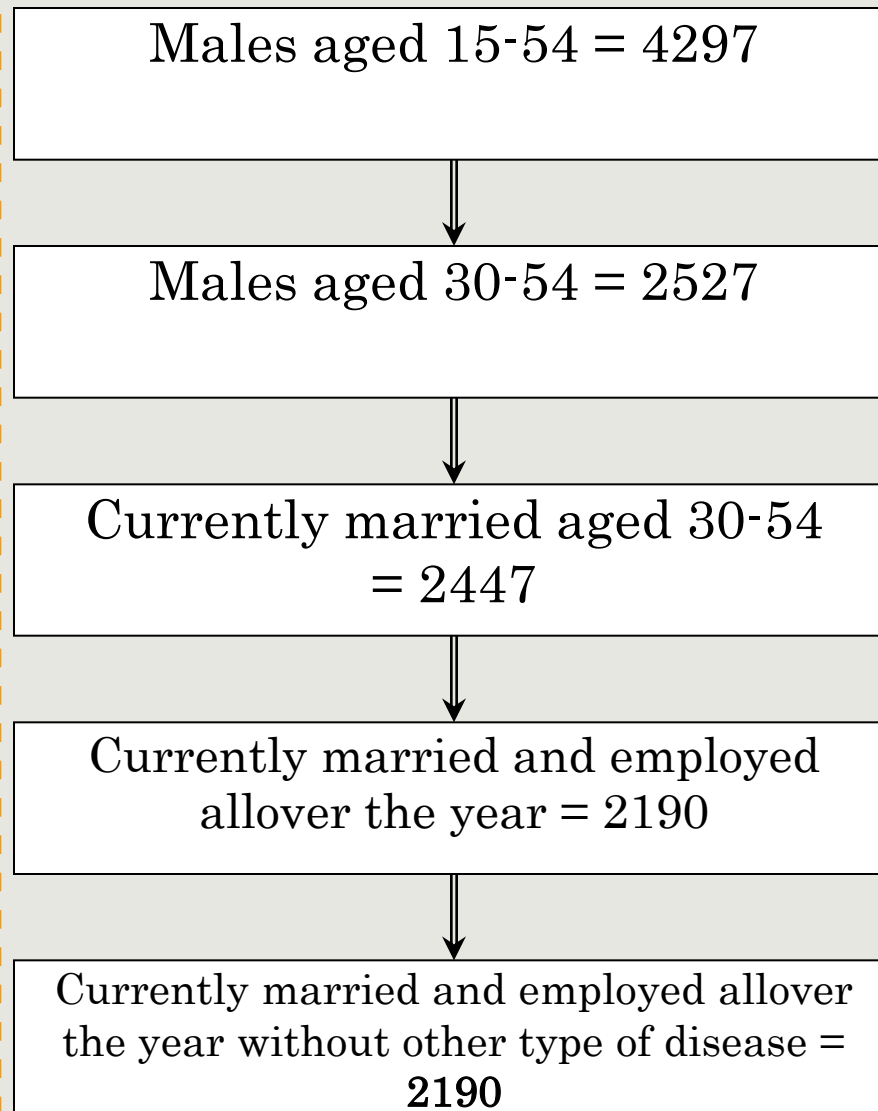 Males aged 15-54 = 4297
Males aged 30-54 = 2527
Currently married aged 30-54
= 2447
Currently married and employed
allover the year = 2190
Currently married and employed allover
the year without other type of disease =
2190